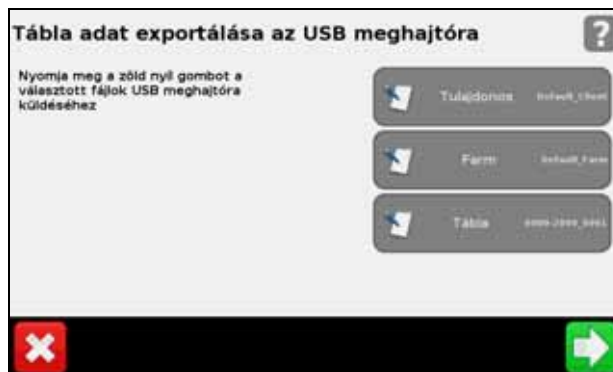 Tábla adat exportálása az USB meghajtóra
?
Nyomja meg a zöld nyíl gombot a
választott fájlok USB meghajtóra
küldéséhez
Tulajdonos Default_Client
Farm Default_Farm
Tábla